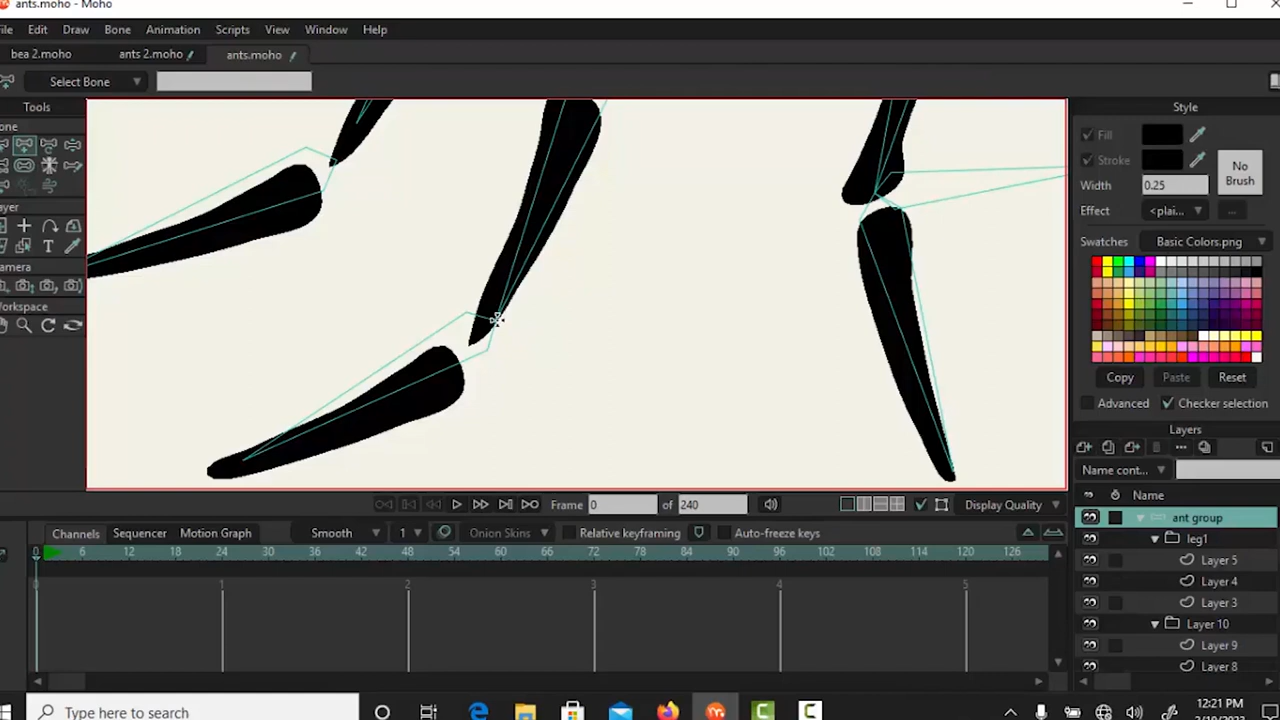 ants.moho - Moho
File Edit Draw Bone Animation Scripts View Window Help
bea 2.moho ants 2.moho ants.moho
Select Bone
Tools
Style
one
Fill
Stroke
No Brush
Width 0.25
Effect <plai... ...
ayer
Swatches Basic Colors.png
amera
Workspace
Copy Paste Reset
Advanced Checker selection
Layers
Name cont...
Name
Frame 0 of 240 Display Quality
ant group
Channels Sequencer Motion Graph Smooth 1 Onion Skins Relative keyframing Auto-freeze keys
leg1
0 6 12 18 24 30 36 42 48 54 60 66 72 78 84 90 96 102 108 114 120 126
Layer 5
Layer 4
0 1 2 3 4 5
Layer 3
Layer 10
Layer 9
Layer 8
Type here to search
12:21 PM